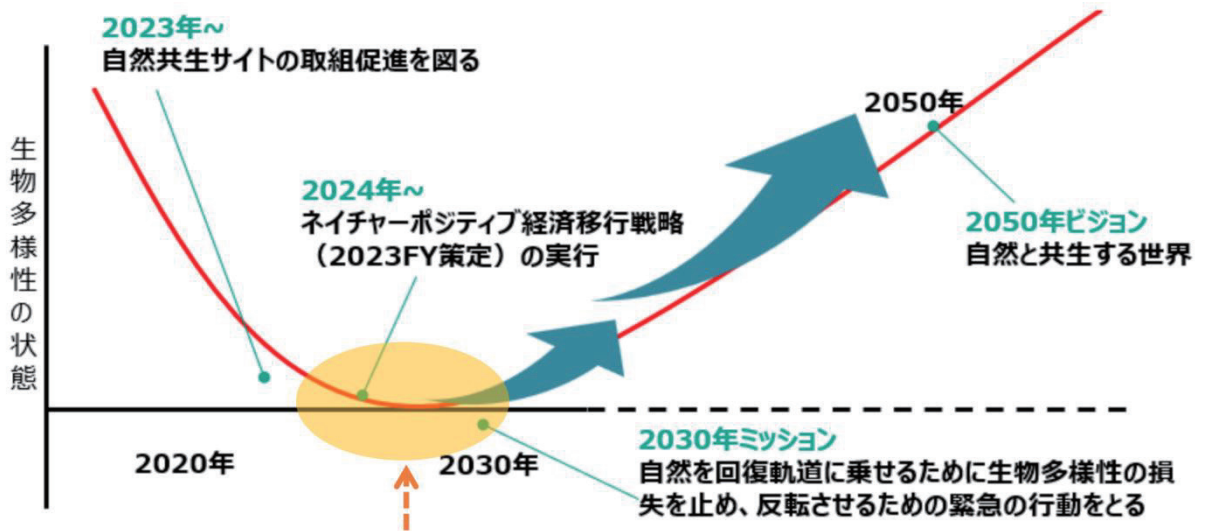 2023年~
自然共生サイトの取組促進を図る
生物多様性の状態
2024年~
ネイチャーポジティブ経済移行戦略
（2023FY策定）の実行
2050年
2050年ビジョン
自然と共生する世界
2020年
2030年
2030年ミッション
自然を回復軌道に乗せるために生物多様性の損
失を止め、反転させるための緊急の行動をとる